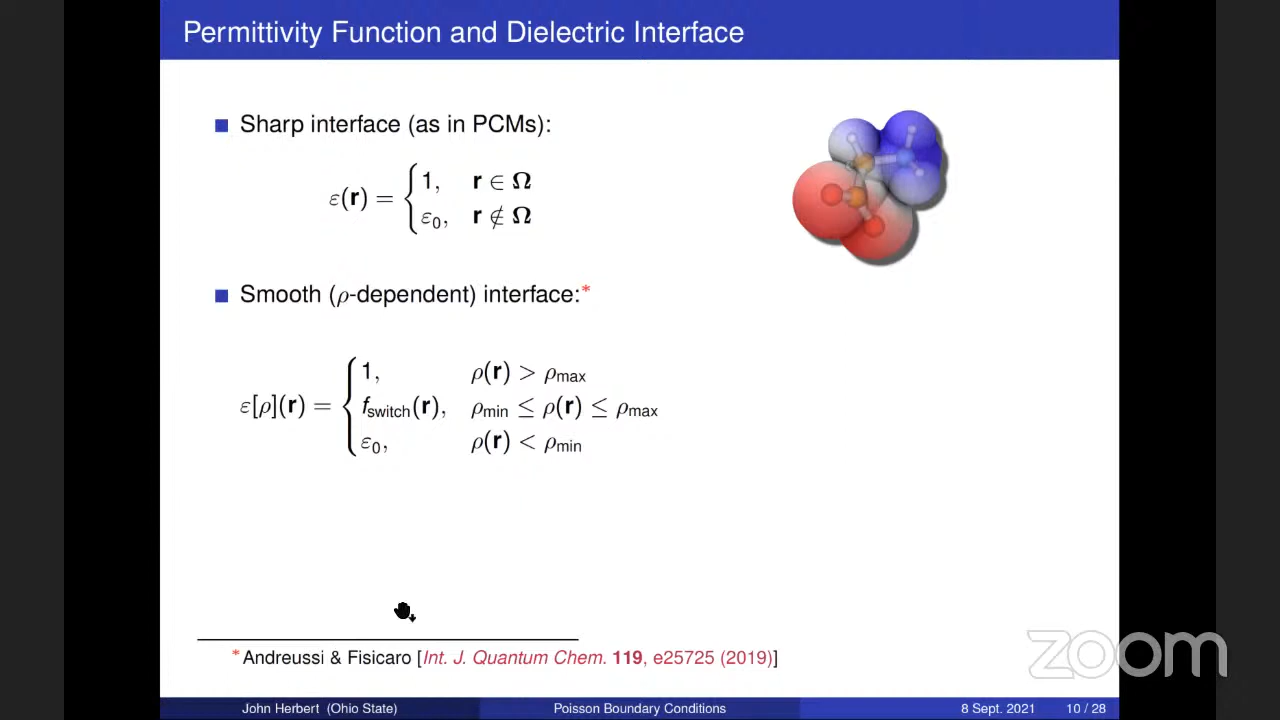 Permittivity Function and Dielectric Interface
Sharp interface (as in PCMs):
ε(r) = { 1, r ∈ Ω
ε₀, r ∉ Ω
Smooth (ρ-dependent) interface:*
ε[ρ](r) = { 1, ρ(r) > ρmax
fswitch(r), ρmin ≤ ρ(r) ≤ ρmax
ε₀, ρ(r) < ρmin
*Andreussi & Fisicaro [Int. J. Quantum Chem. 119, e25725 (2019)]
zoom
John Herbert (Ohio State) Poisson Boundary Conditions 8 Sept. 2021 10 / 28